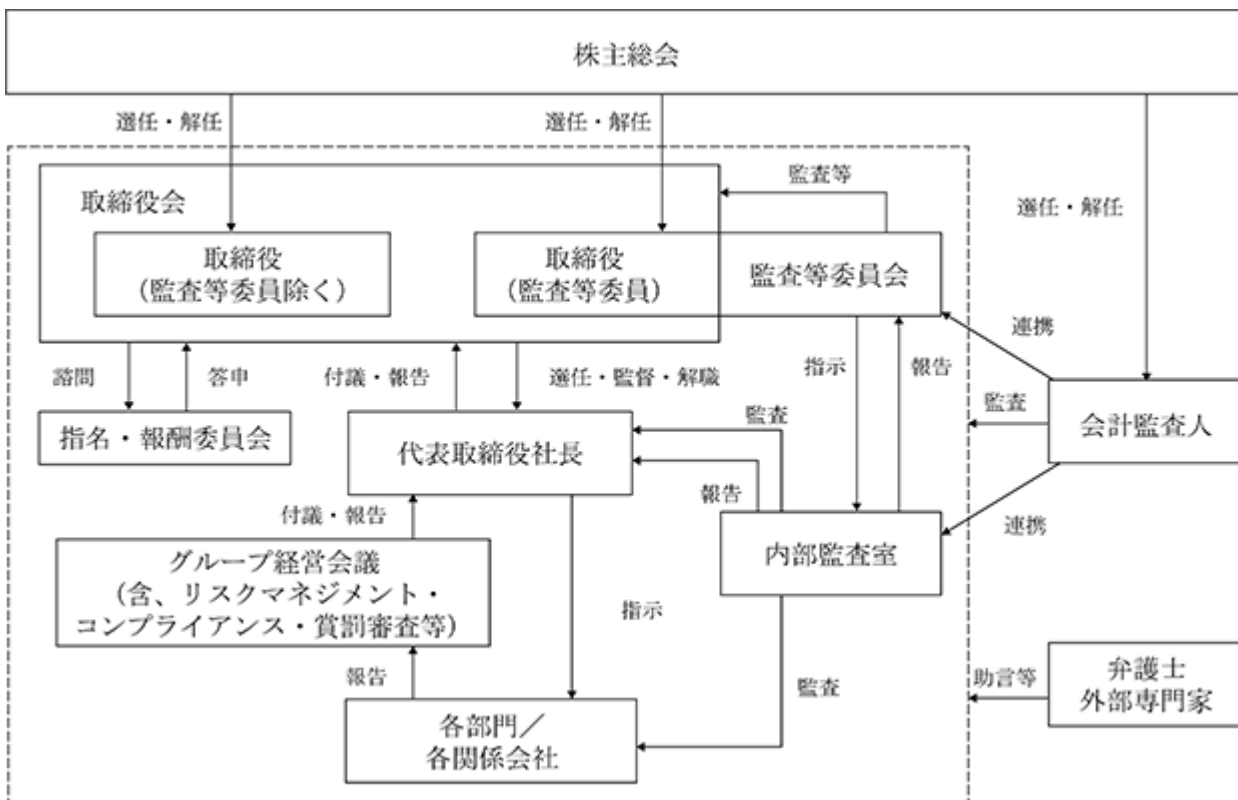 株主総会
選任・解任
選任・解任
選任・解任
取締役会
監査等
取締役
（監査等委員除く）
取締役
（監査等委員）
監査等委員会
諮問
答申
付議・報告
選任・監督・解職
指示
報告
連携
指名・報酬委員会
代表取締役社長
監査
報告
監査
会計監査人
付議・報告
連携
グループ経営会議
（含、リスクマネジメント・
コンプライアンス・賞罰審査等）
内部監査室
指示
報告
監査
各部門／
各関係会社
助言等
弁護士
外部専門家